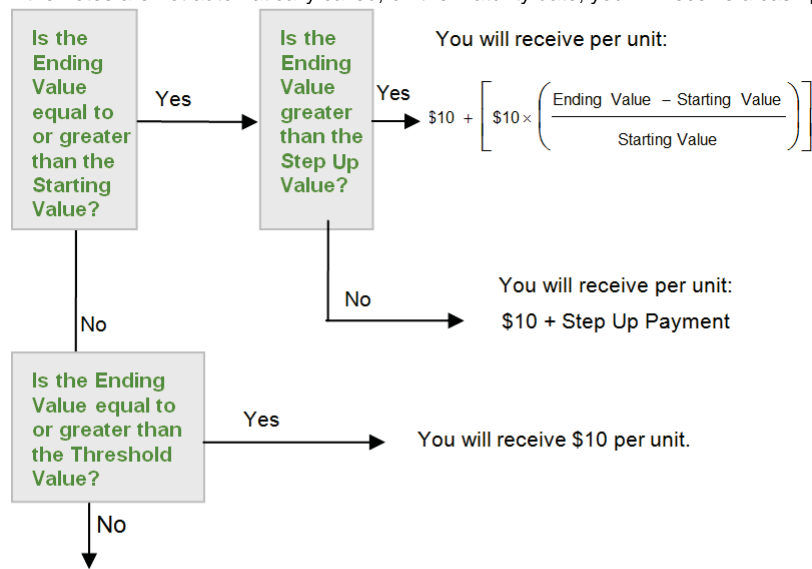 Is the
Ending
Value
equal to
or greater
than the
Starting
Value?
Yes
Is the
Ending
Value
greater
than the
Step Up
Value?
Yes
You will receive per unit:
$10 + [ $10 × ( Ending Value − Starting Value
Starting Value ) ]
No
You will receive per unit:
$10 + Step Up Payment
No
Is the Ending
Value equal to
or greater than
the Threshold
Value?
Yes
You will receive $10 per unit.
No